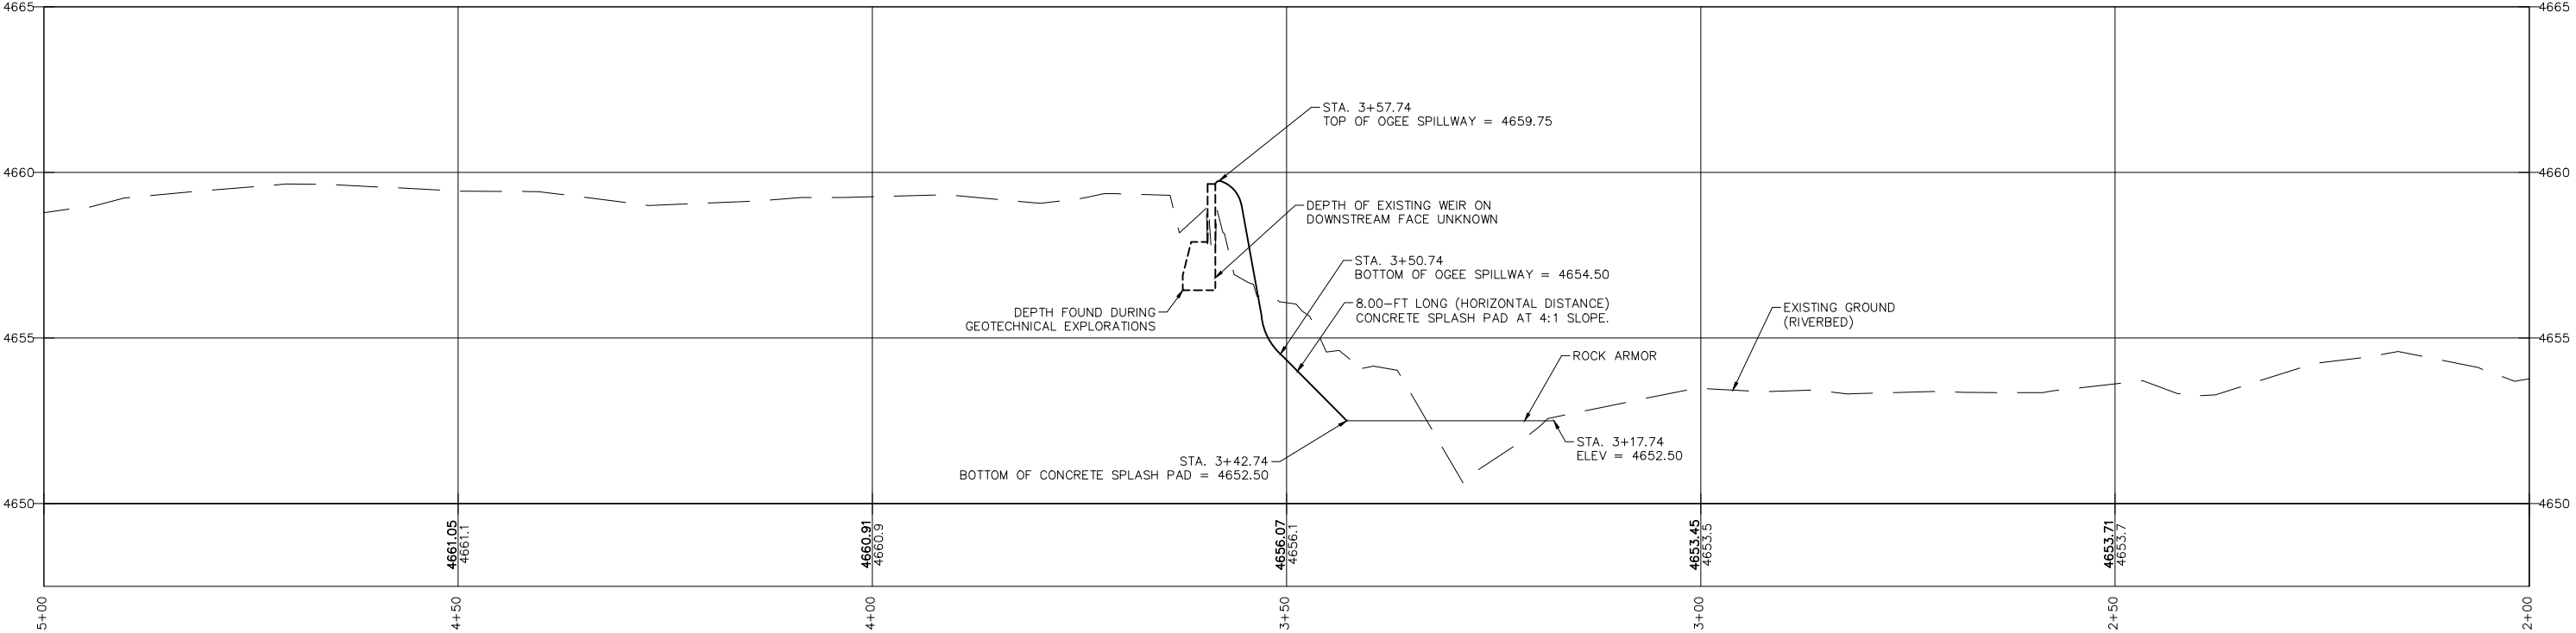 4665
4665
STA. 3+57.74
TOP OF OGEE SPILLWAY = 4659.75
4660
4660
DEPTH OF EXISTING WEIR ON
DOWNSTREAM FACE UNKNOWN
STA. 3+50.74
BOTTOM OF OGEE SPILLWAY = 4654.50
8.00-FT LONG (HORIZONTAL DISTANCE)
CONCRETE SPLASH PAD AT 4:1 SLOPE.
DEPTH FOUND DURING
GEOTECHNICAL EXPLORATIONS
EXISTING GROUND
(RIVERBED)
4655
4655
ROCK ARMOR
STA. 3+17.74
ELEV = 4652.50
STA. 3+42.74
BOTTOM OF CONCRETE SPLASH PAD = 4652.50
4650
4650
4661.05
4661.1
4660.91
4660.9
4656.07
4656.1
4653.45
4653.5
4653.71
4653.7
5+00
4+50
4+00
3+50
3+00
2+50
2+00